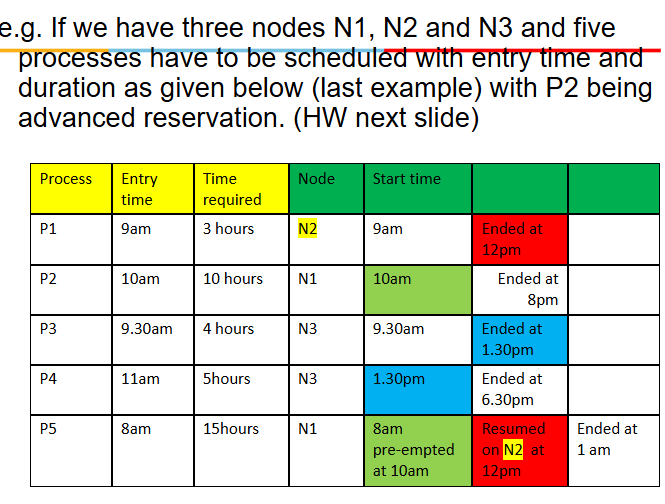 e.g. If we have three nodes N1, N2 and N3 and five
processes have to be scheduled with entry time and
duration as given below (last example) with P2 being
advanced reservation. (HW next slide)
Process Entry time Time required Node Start time
P1 9am 3 hours N2 9am Ended at 12pm
P2 10am 10 hours N1 10am Ended at 8pm
P3 9.30am 4 hours N3 9.30am Ended at 1.30pm
P4 11am 5hours N3 1.30pm Ended at 6.30pm
P5 8am 15hours N1 8am pre-empted at 10am Resumed on N2 at 12pm Ended at 1 am